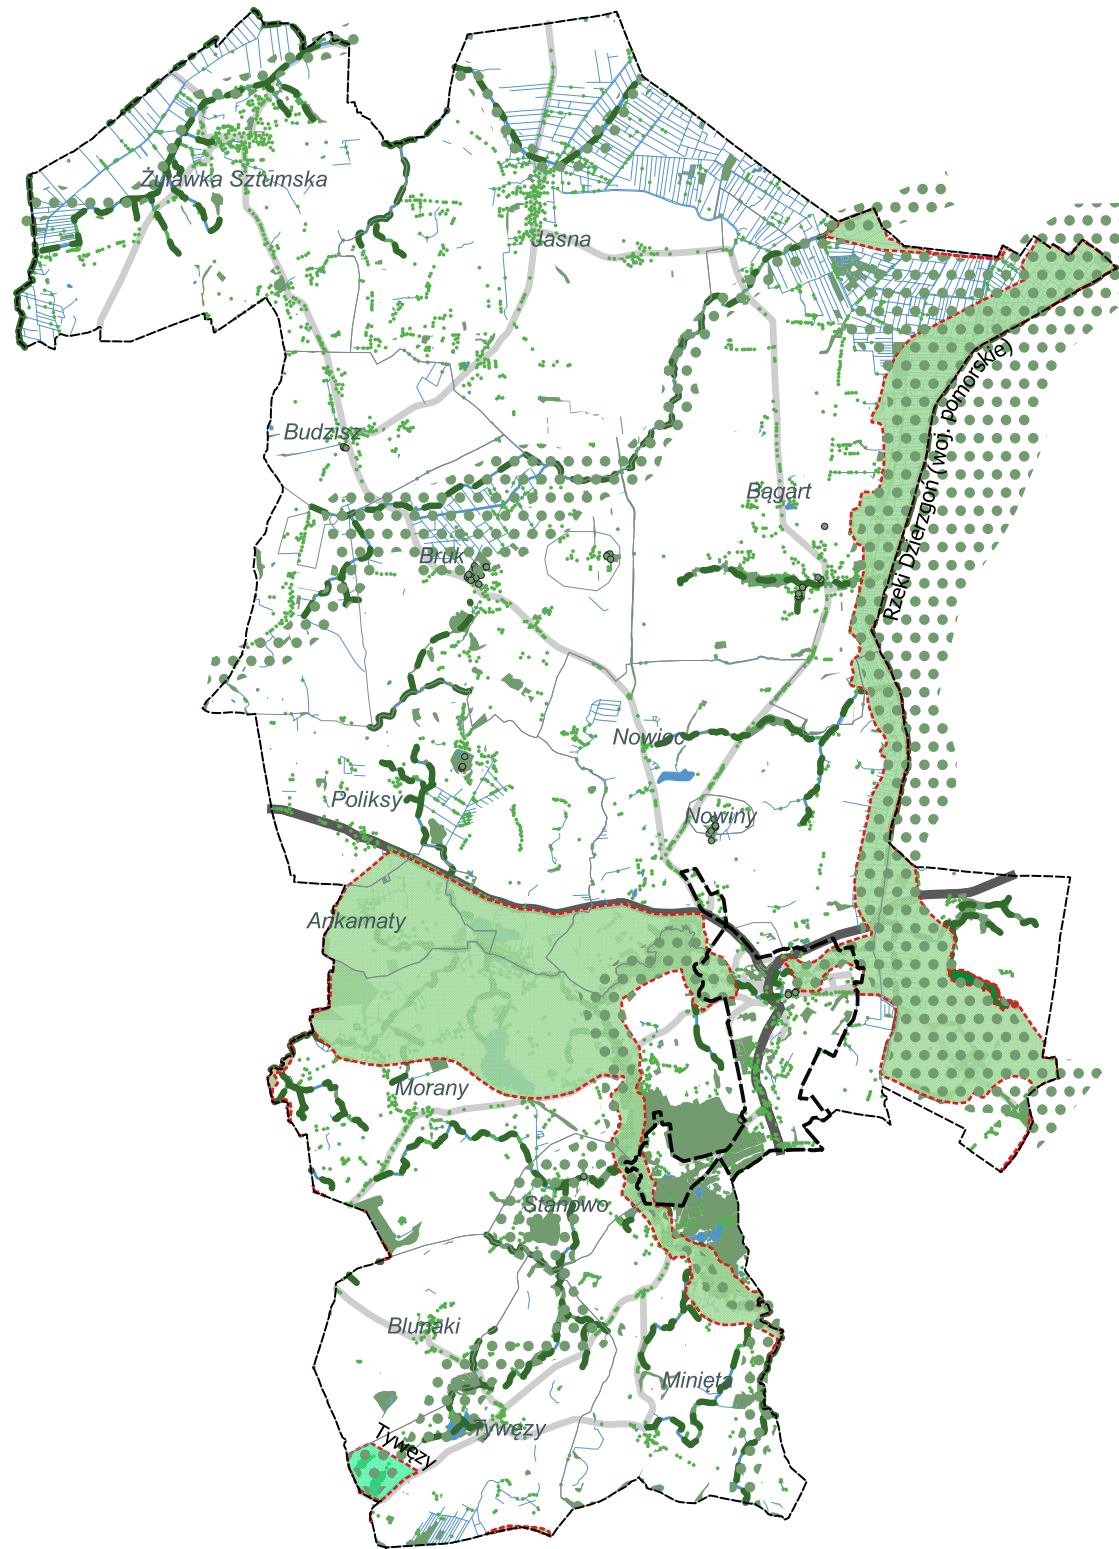 Żuławka Sztumska
Jasna
Rzeki Dzierzgoń (woj. pomorskie)
Budzisz
Bągart
Bruk
Nowiec
Poliksy
Nowiny
Ankamaty
Morany
Stanowo
Blunaki
Minięta
Tywęzy
Tywęzy